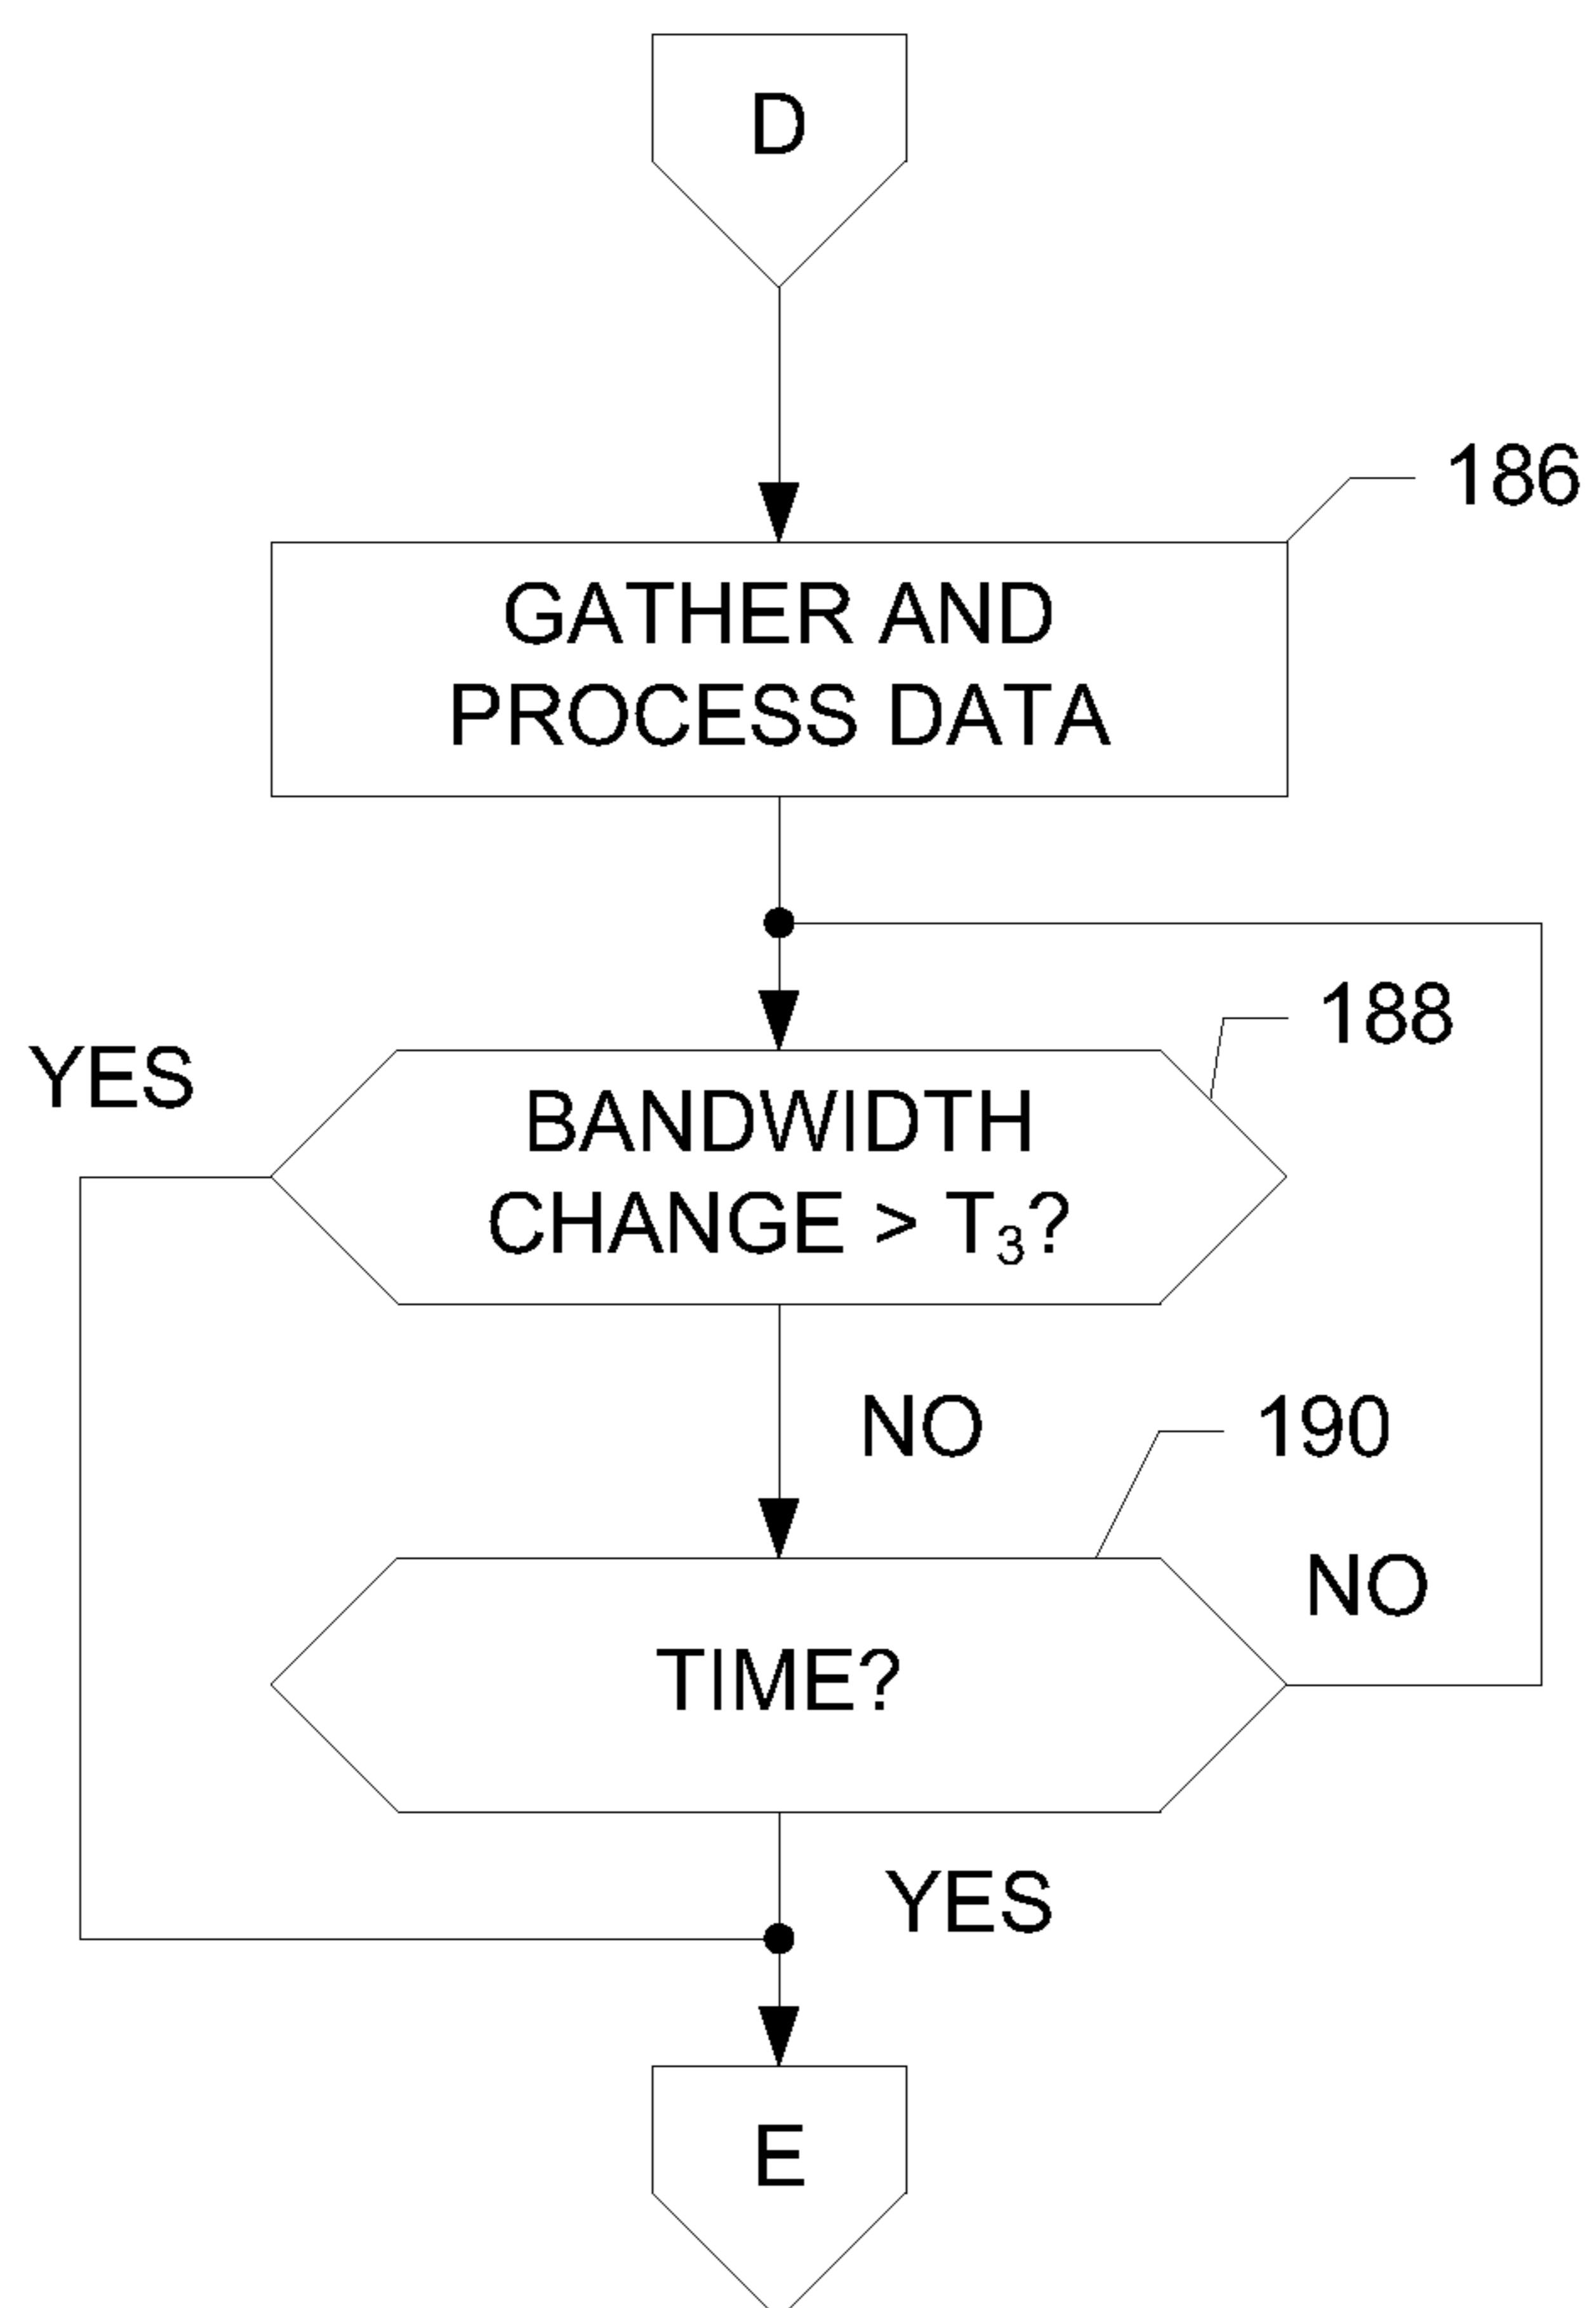 D
186
GATHER AND
PROCESS DATA
188
YES
BANDWIDTH
CHANGE > T₃?
NO
190
NO
TIME?
YES
E